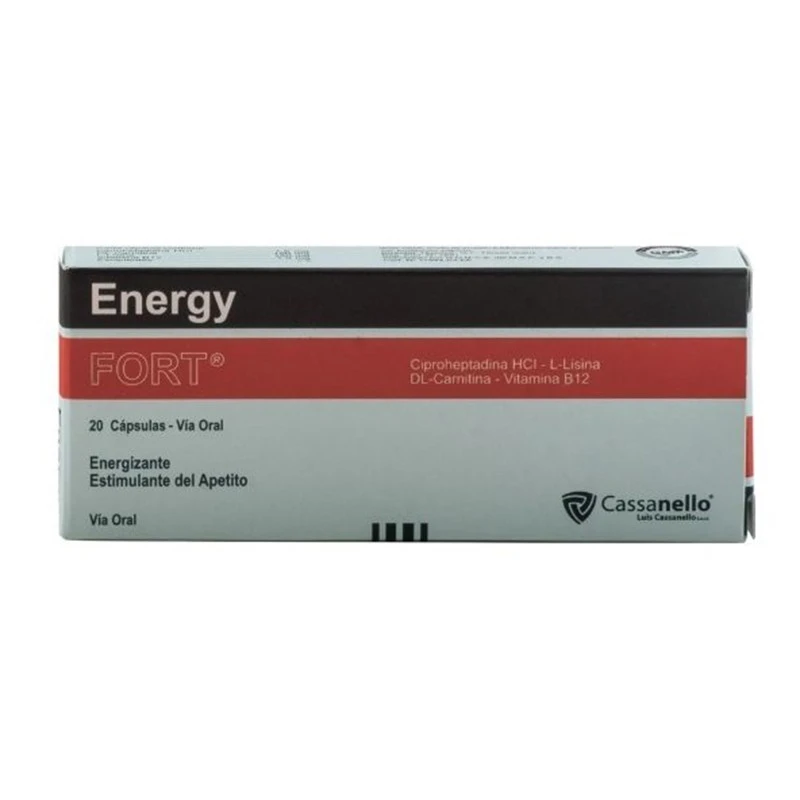 GMP
Energy
FORT®
Ciproheptadina HCl - L-Lisina
DL-Carnitina - Vitamina B12
20 Cápsulas - Vía Oral
Energizante
Estimulante del Apetito
Vía Oral
Cassanello®
Luis Cassanello